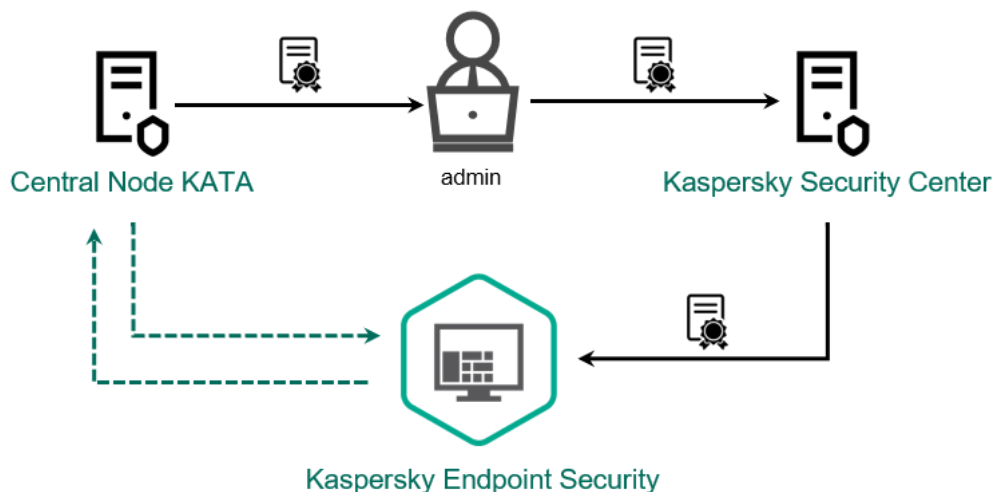 Central Node KATA
admin
Kaspersky Security Center
Kaspersky Endpoint Security